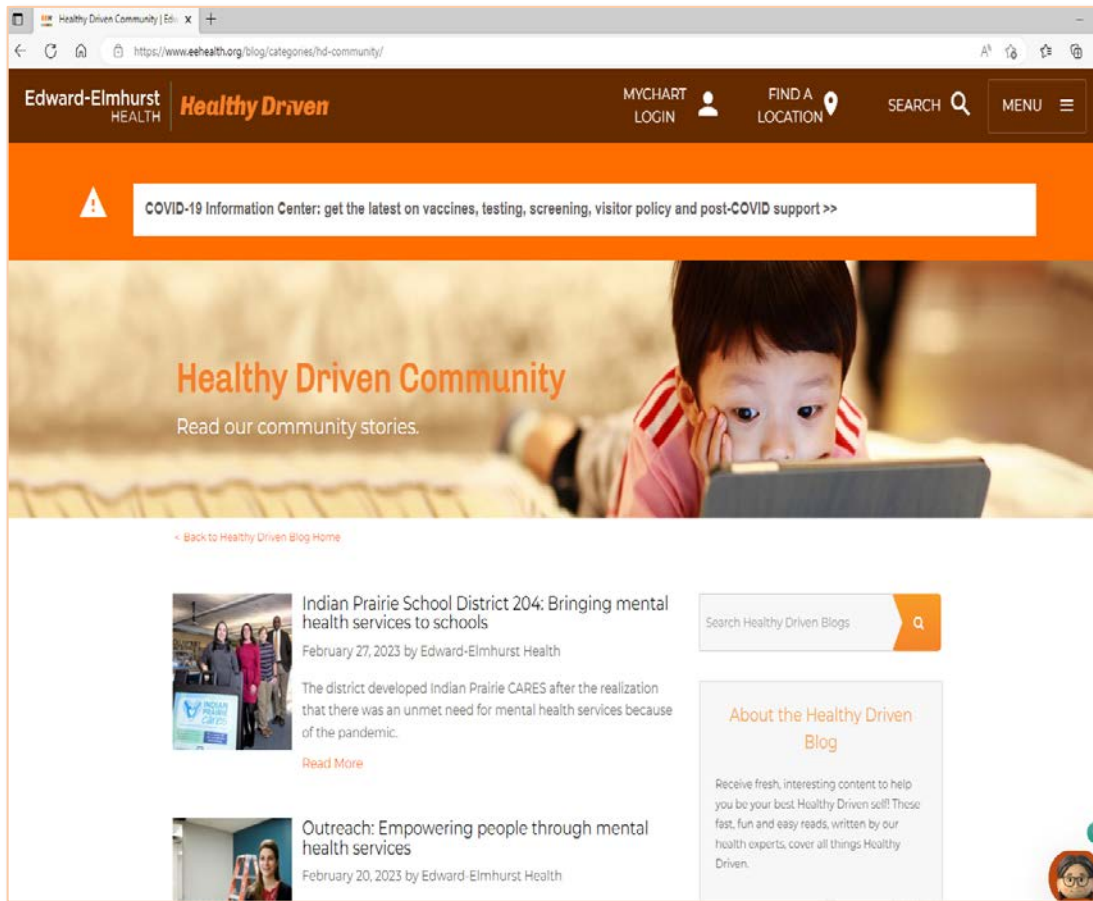 Healthy Driven Community | Ed
https://www.eehealth.org/blog/categories/hd-community/
Edward-Elmhurst
HEALTH
Healthy Driven
MYCHART
LOGIN
FIND A
LOCATION
SEARCH
MENU
COVID-19 Information Center: get the latest on vaccines, testing, screening, visitor policy and post-COVID support >>
Healthy Driven Community
Read our community stories.
< Back to Healthy Driven Blog Home
Indian Prairie School District 204: Bringing mental
health services to schools
February 27, 2023 by Edward-Elmhurst Health
The district developed Indian Prairie CARES after the realization
that there was an unmet need for mental health services because
of the pandemic.
Read More
INDIAN
PRAIRIE
Cares
Outreach: Empowering people through mental
health services
February 20, 2023 by Edward-Elmhurst Health
Search Healthy Driven Blogs
About the Healthy Driven
Blog
Receive fresh, interesting content to help
you be your best Healthy Driven self! These
fast, fun and easy reads, written by our
health experts, cover all things Healthy
Driven.